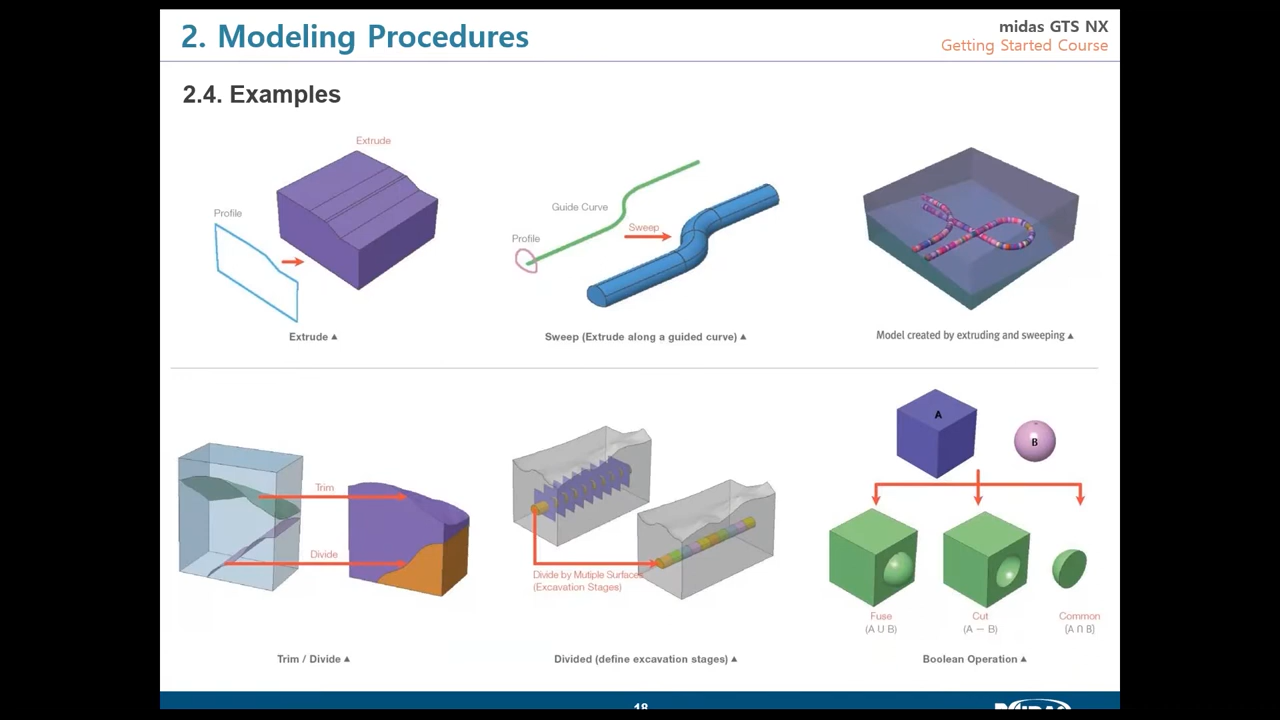 2. Modeling Procedures
midas GTS NX
Getting Started Course
2.4. Examples
Extrude
Profile
Extrude ▲
Guide Curve
Profile
Sweep
Sweep (Extrude along a guided curve) ▲
Model created by extruding and sweeping ▲
Trim
Divide
Trim / Divide ▲
Divide by Mutiple Surfaces
(Excavation Stages)
Divided (define excavation stages) ▲
A
B
Fuse
(A U B)
Cut
(A — B)
Common
(A ∩ B)
Boolean Operation ▲
18